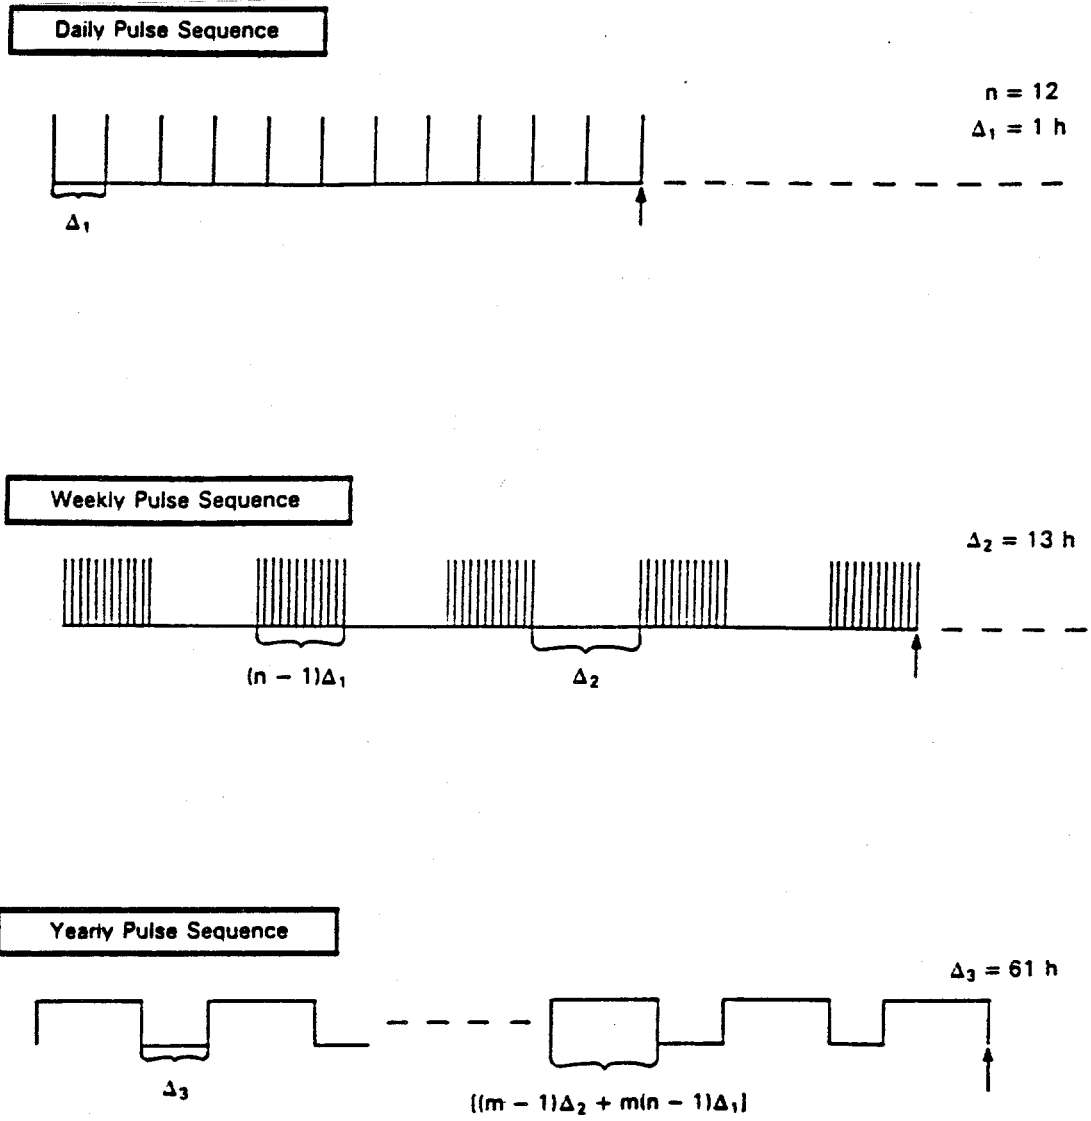 Daily Pulse Sequence
n = 12
Δ₁ = 1 h
Δ₁
Weekly Pulse Sequence
Δ₂ = 13 h
(n − 1)Δ₁
Δ₂
Yearly Pulse Sequence
Δ₃ = 61 h
Δ₃
[(m − 1)Δ₂ + m(n − 1)Δ₁]